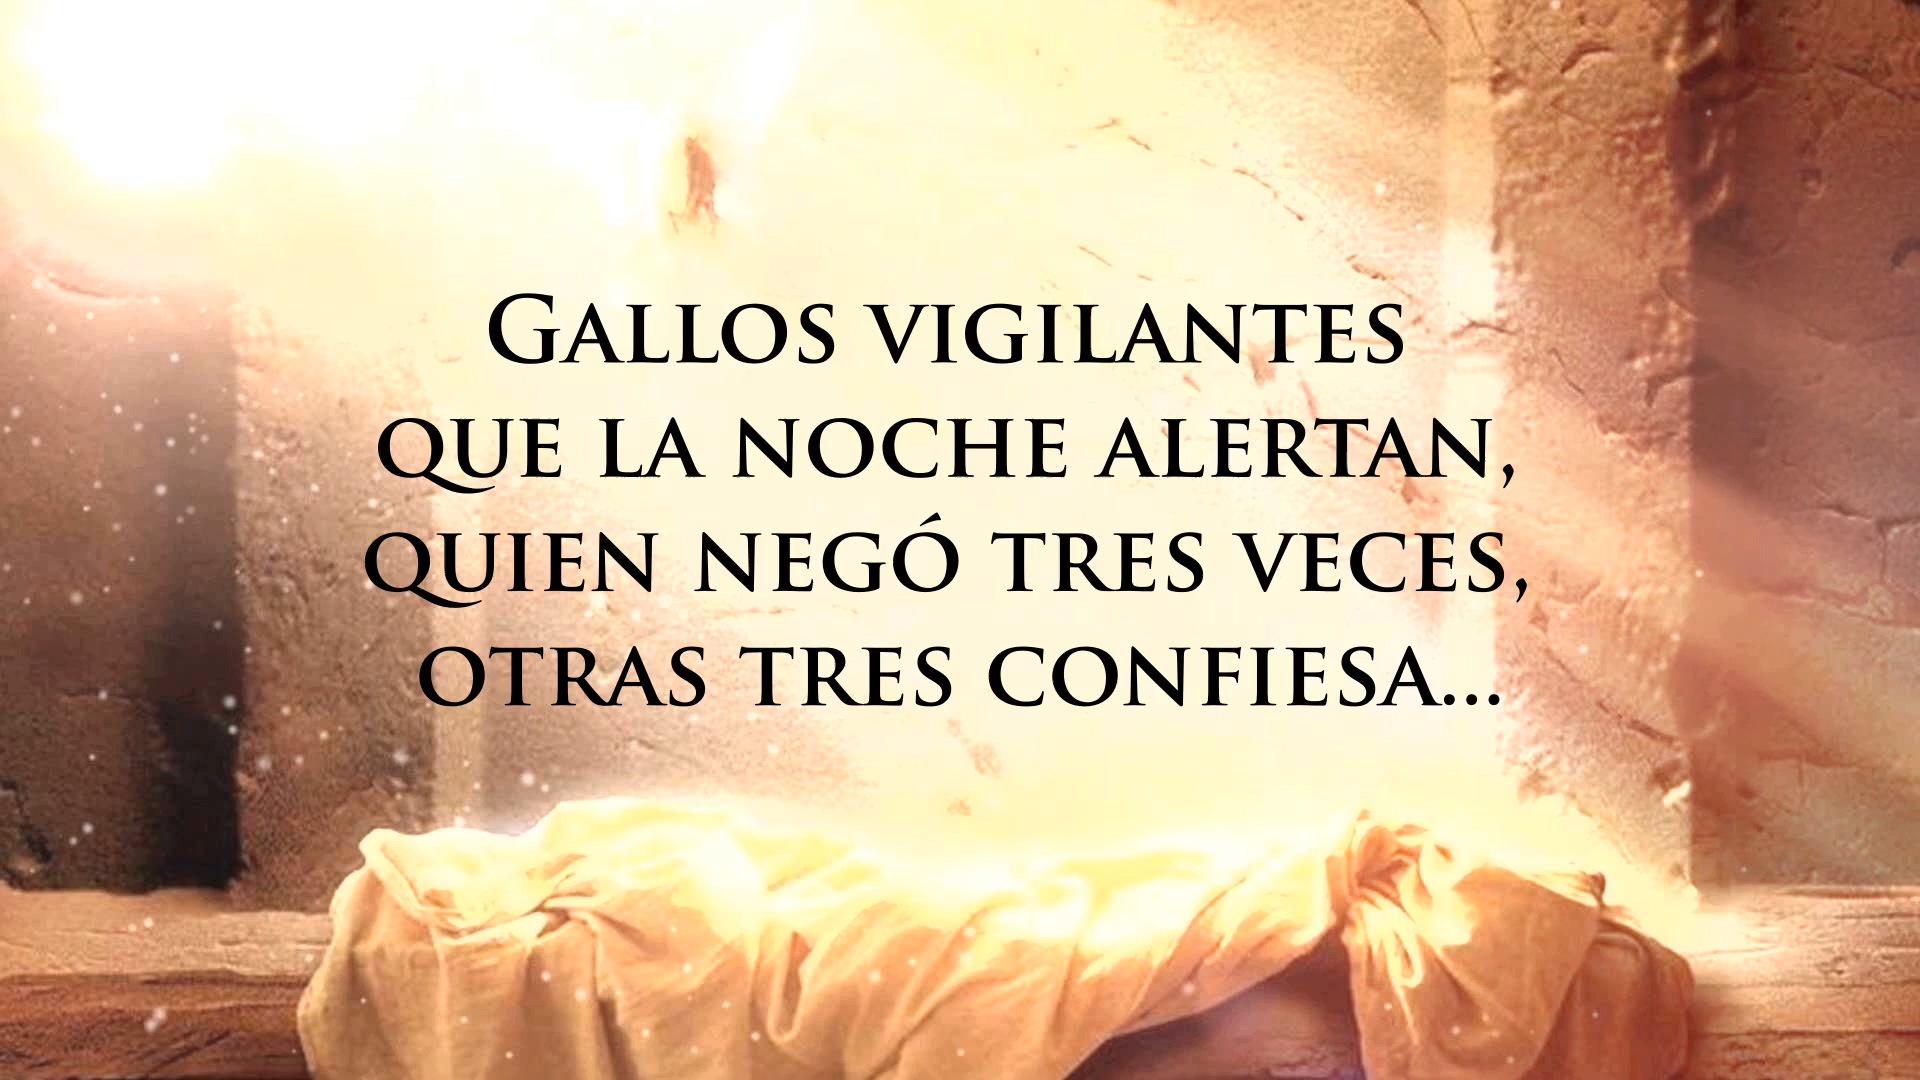 Gallos vigilantes
que la noche alertan,
quien negó tres veces,
otras tres confiesa...